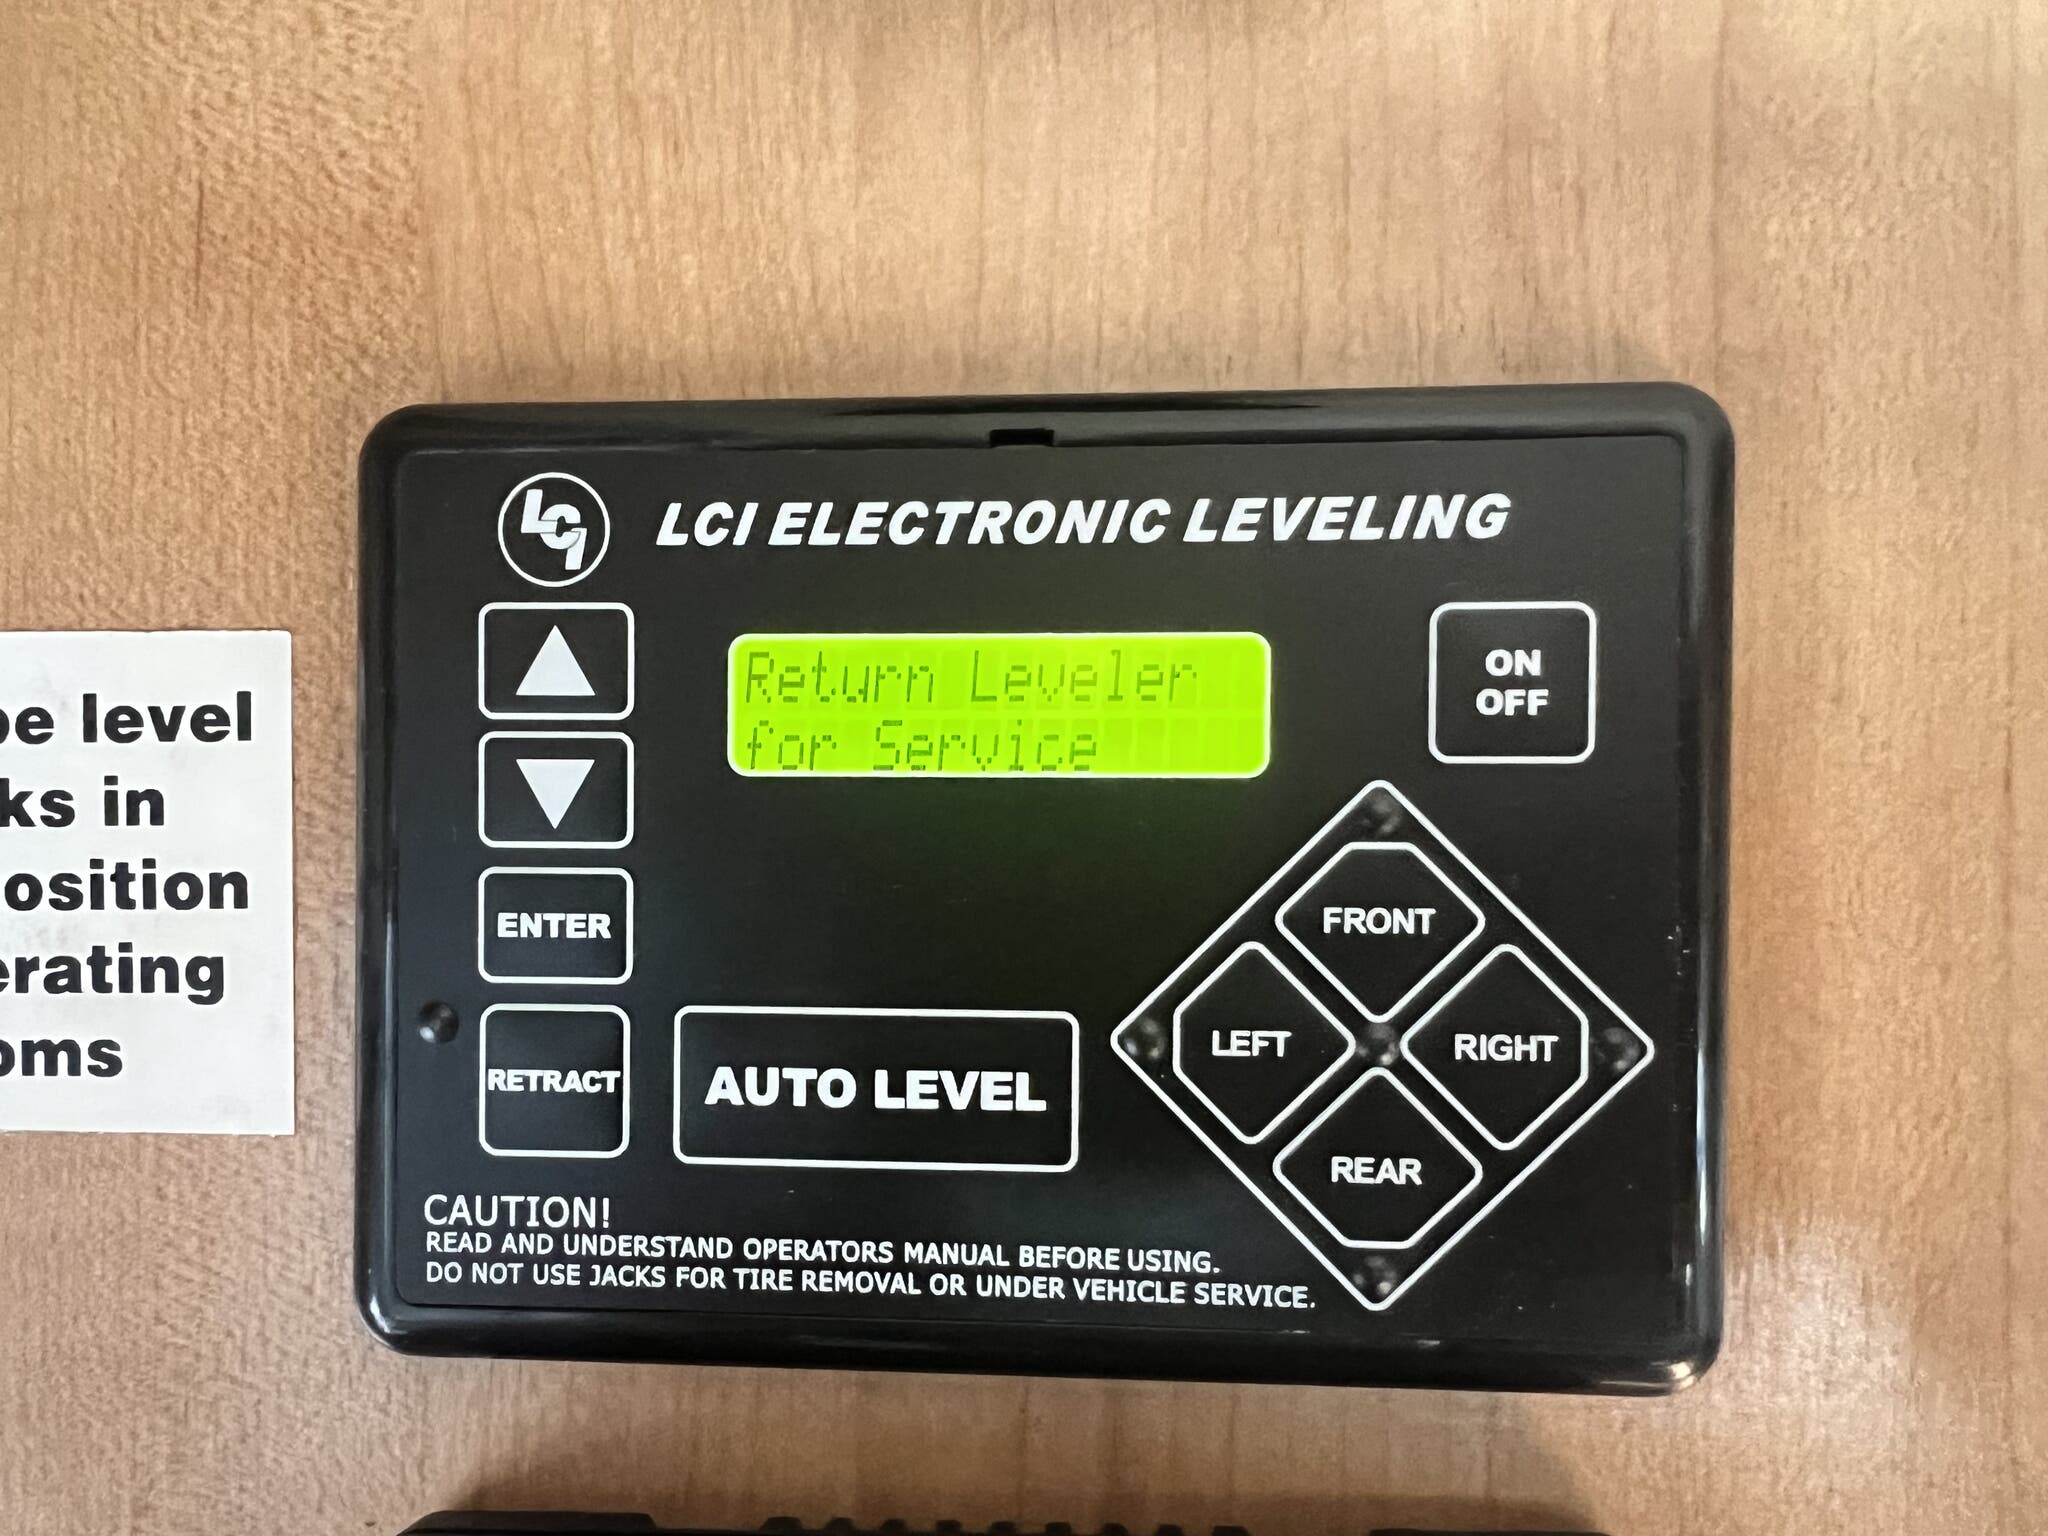 be level
ks in
osition
erating
oms
LCI LCI ELECTRONIC LEVELING
Return Leveler
for Service
ON
OFF
ENTER
RETRACT
AUTO LEVEL
FRONT
LEFT
RIGHT
REAR
CAUTION!
READ AND UNDERSTAND OPERATORS MANUAL BEFORE USING.
DO NOT USE JACKS FOR TIRE REMOVAL OR UNDER VEHICLE SERVICE.